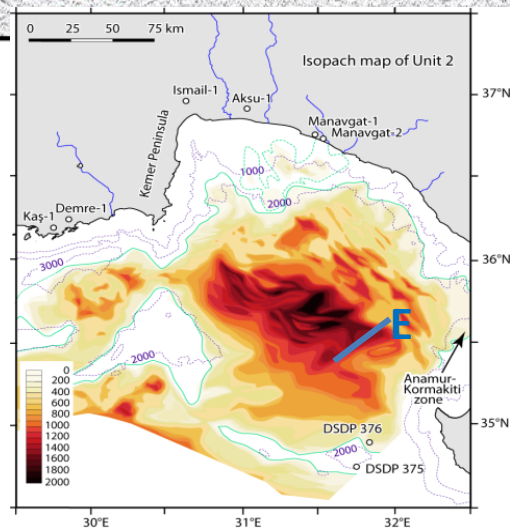 0 25 50 75 km
Isopach map of Unit 2
37°N
Ismail-1
Aksu-1
Manavgat-1
Manavgat-2
Kemer Peninsula
1000
2000
Demre-1
Kaş-1
3000
36°N
E
2000
0
200
400
600
800
1000
1200
1400
1600
1800
2000
Anamur-
Kormakiti
zone
DSDP 376
2000
35°N
DSDP 375
30°E 31°E 32°E